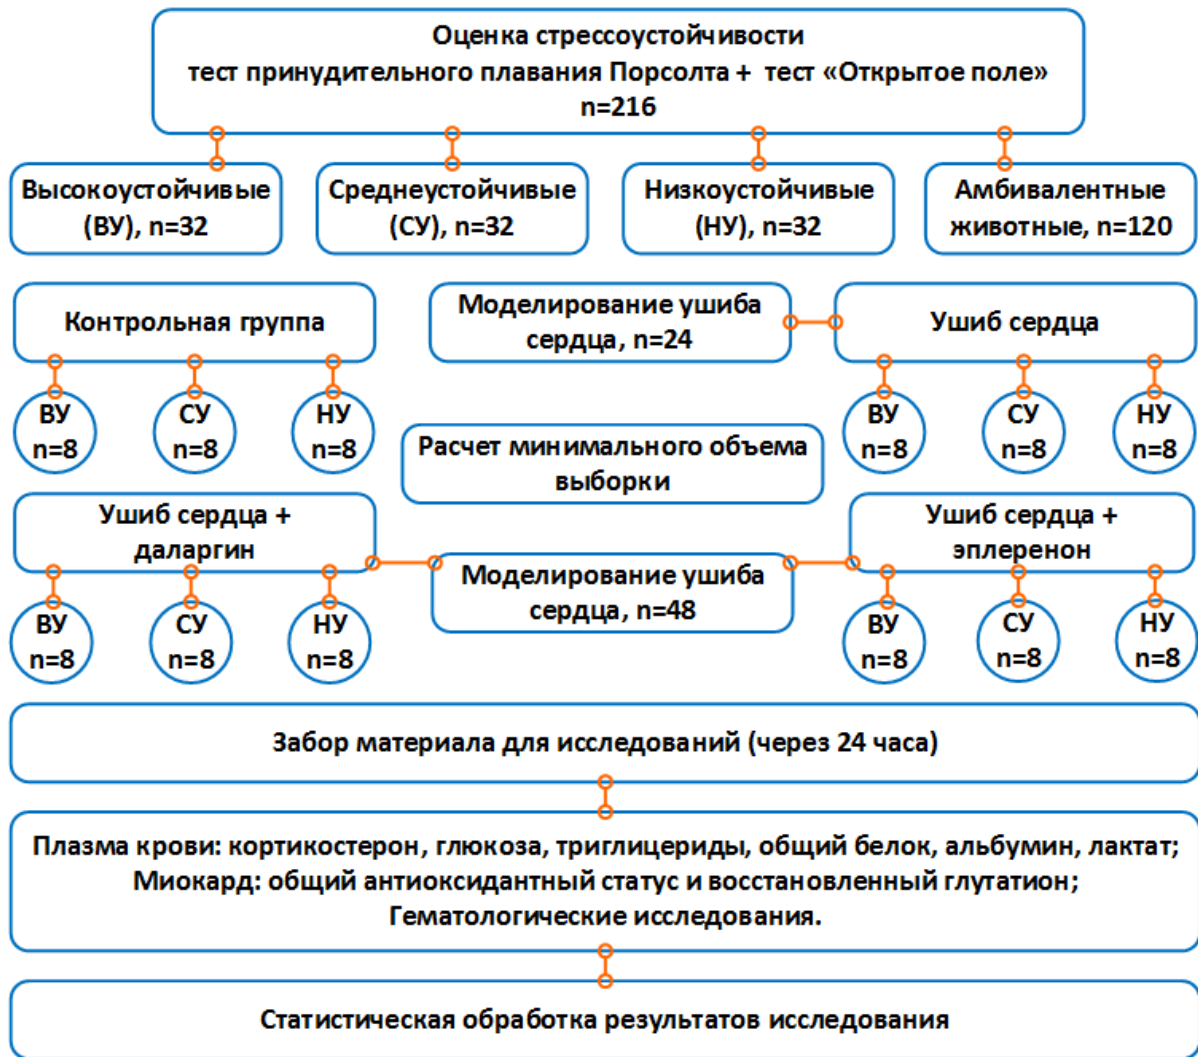 Оценка стрессоустойчивости
тест принудительного плавания Порсолта + тест «Открытое поле»
n=216
Высокоустойчивые
(ВУ), n=32
Среднеустойчивые
(СУ), n=32
Низкоустойчивые
(НУ), n=32
Амбивалентные
животные, n=120
Контрольная группа
Моделирование ушиба
сердца, n=24
Ушиб сердца
ВУ
n=8
СУ
n=8
НУ
n=8
ВУ
n=8
СУ
n=8
НУ
n=8
Расчет минимального объема
выборки
Ушиб сердца +
даларгин
Моделирование ушиба
сердца, n=48
Ушиб сердца +
эплеренон
ВУ
n=8
СУ
n=8
НУ
n=8
ВУ
n=8
СУ
n=8
НУ
n=8
Забор материала для исследований (через 24 часа)
Плазма крови: кортикостерон, глюкоза, триглицериды, общий белок, альбумин, лактат;
Миокард: общий антиоксидантный статус и восстановленный глутатион;
Гематологические исследования.
Статистическая обработка результатов исследования